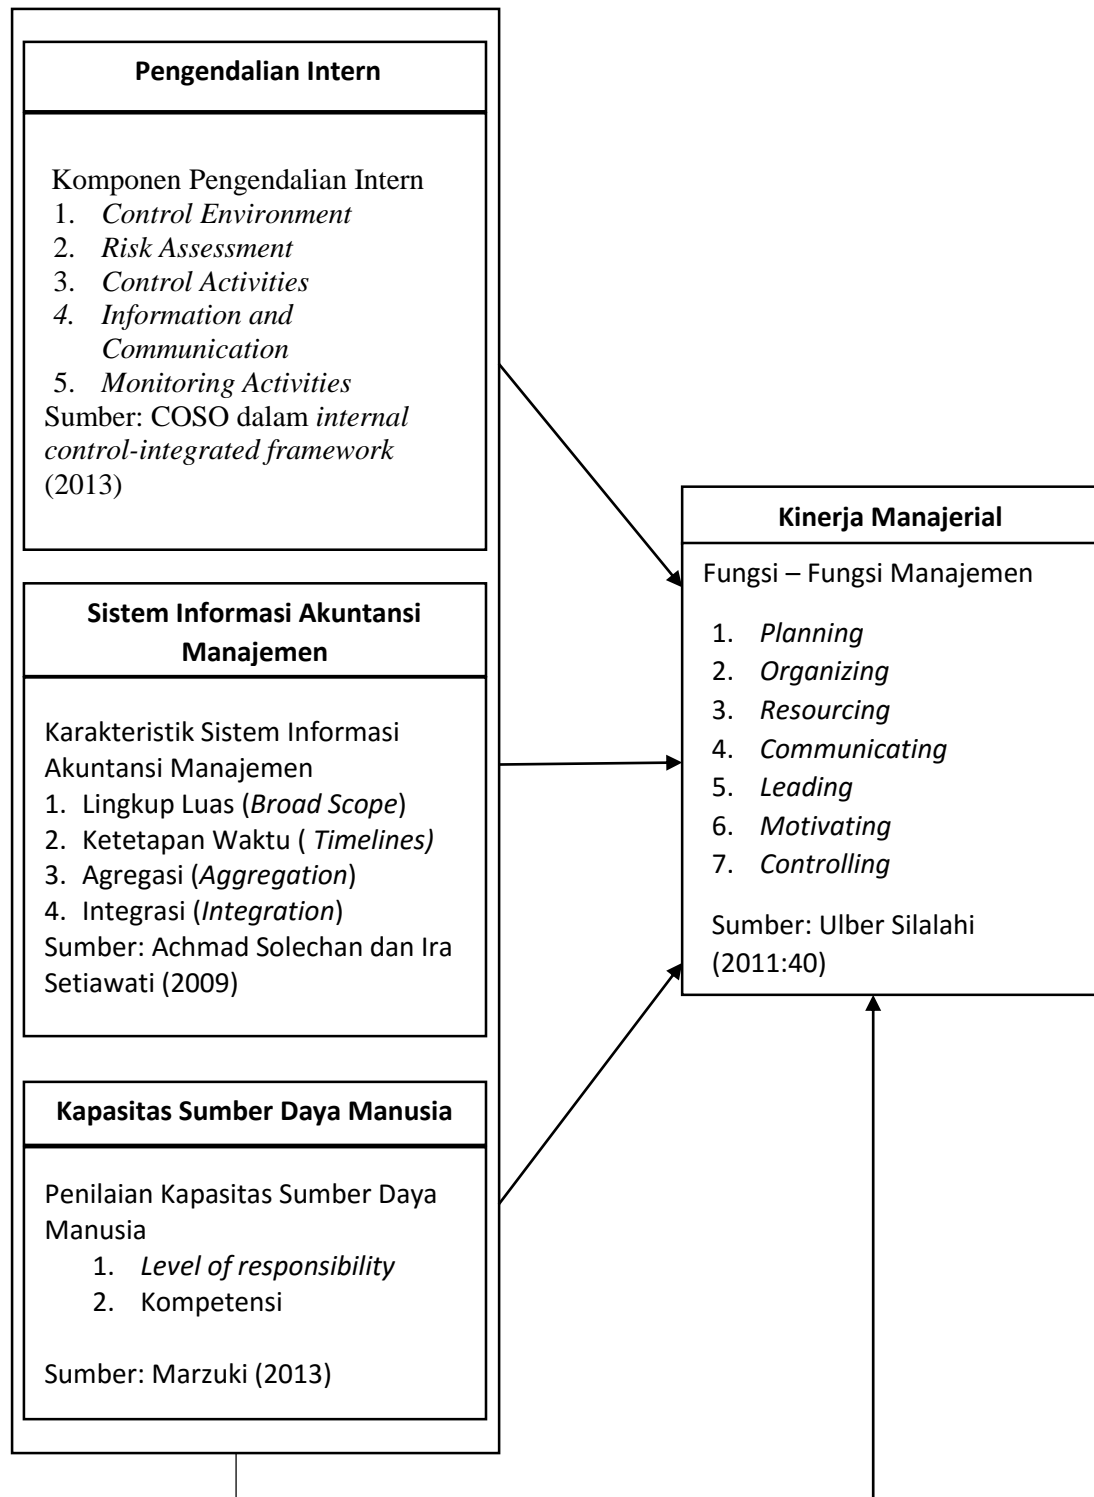 Pengendalian Intern
Komponen Pengendalian Intern
1. Control Environment
2. Risk Assessment
3. Control Activities
4. Information and
Communication
5. Monitoring Activities
Sumber: COSO dalam internal
control-integrated framework
(2013)
Sistem Informasi Akuntansi
Manajemen
Karakteristik Sistem Informasi
Akuntansi Manajemen
1. Lingkup Luas (Broad Scope)
2. Ketetapan Waktu ( Timelines)
3. Agregasi (Aggregation)
4. Integrasi (Integration)
Sumber: Achmad Solechan dan Ira
Setiawati (2009)
Kapasitas Sumber Daya Manusia
Penilaian Kapasitas Sumber Daya
Manusia
1. Level of responsibility
2. Kompetensi
Sumber: Marzuki (2013)
Kinerja Manajerial
Fungsi – Fungsi Manajemen
1. Planning
2. Organizing
3. Resourcing
4. Communicating
5. Leading
6. Motivating
7. Controlling
Sumber: Ulber Silalahi
(2011:40)